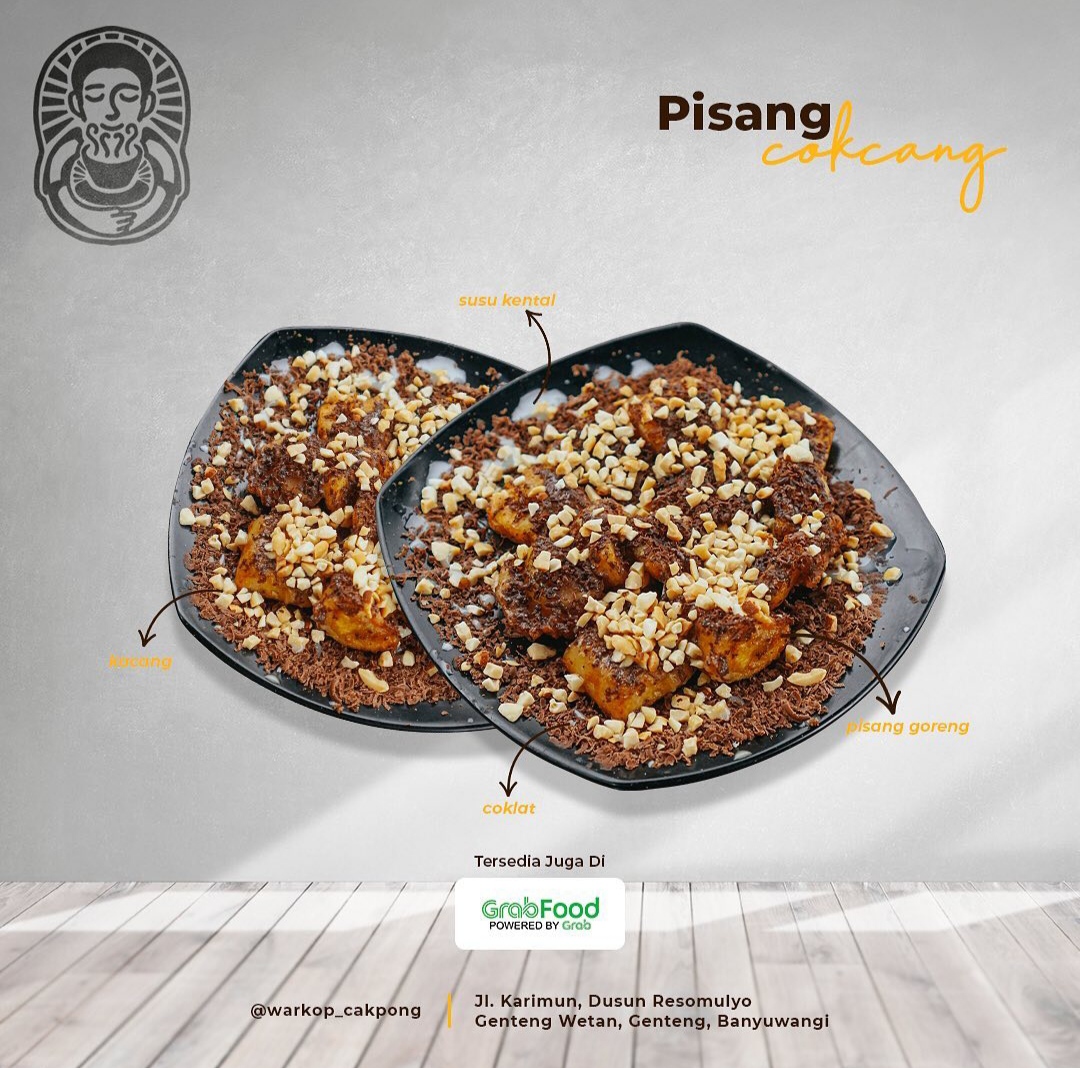 Pisang
cokcang
susu kental
kacang
pisang goreng
coklat
Tersedia Juga Di
GrabFood
POWERED BY Grab
@warkop_cakpong
Jl. Karimun, Dusun Resomulyo
Genteng Wetan, Genteng, Banyuwangi